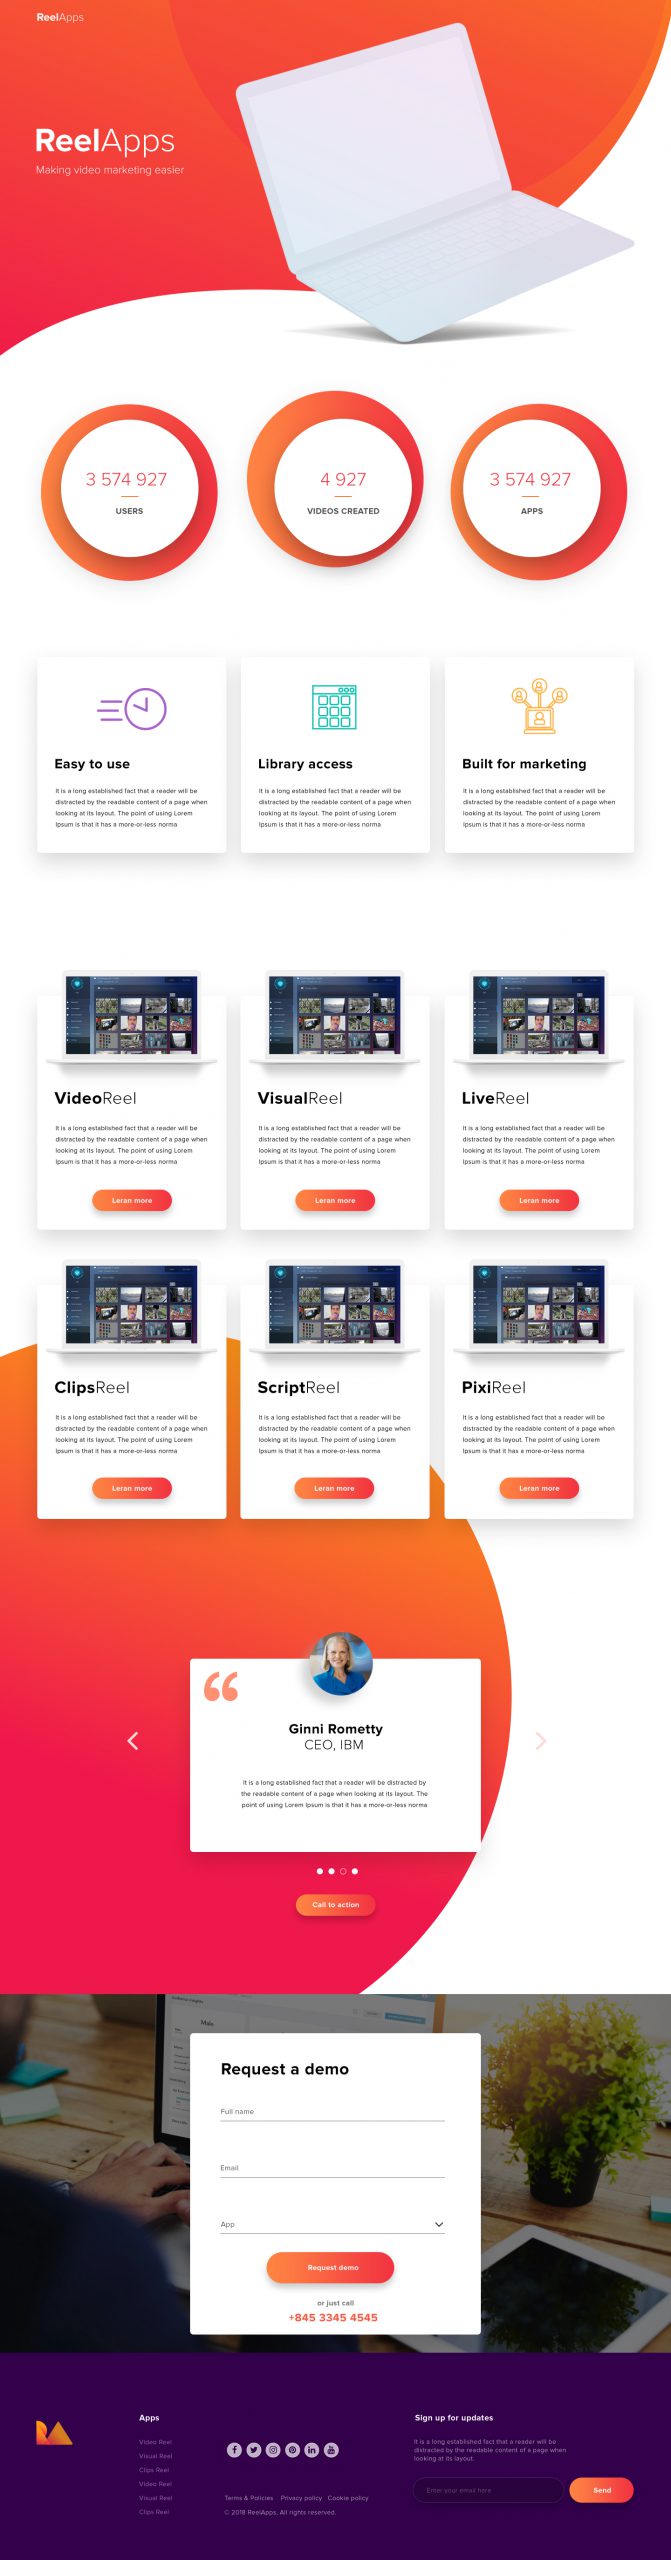 ReelApps
ReelApps
Making video marketing easier
3 574 927
USERS
4 927
VIDEOS CREATED
3 574 927
APPS
Easy to use
It is a long established fact that a reader will be
distracted by the readable content of a page when
looking at its layout. The point of using Lorem
Ipsum is that it has a more-or-less norma
Library access
It is a long established fact that a reader will be
distracted by the readable content of a page when
looking at its layout. The point of using Lorem
Ipsum is that it has a more-or-less norma
Built for marketing
It is a long established fact that a reader will be
distracted by the readable content of a page when
looking at its layout. The point of using Lorem
Ipsum is that it has a more-or-less norma
VideoReel
It is a long established fact that a reader will be
distracted by the readable content of a page when
looking at its layout. The point of using Lorem
Ipsum is that it has a more-or-less norma
Leran more
VisualReel
It is a long established fact that a reader will be
distracted by the readable content of a page when
looking at its layout. The point of using Lorem
Ipsum is that it has a more-or-less norma
Leran more
LiveReel
It is a long established fact that a reader will be
distracted by the readable content of a page when
looking at its layout. The point of using Lorem
Ipsum is that it has a more-or-less norma
Leran more
ClipsReel
It is a long established fact that a reader will be
distracted by the readable content of a page when
looking at its layout. The point of using Lorem
Ipsum is that it has a more-or-less norma
Leran more
ScriptReel
It is a long established fact that a reader will be
distracted by the readable content of a page when
looking at its layout. The point of using Lorem
Ipsum is that it has a more-or-less norma
Leran more
PixiReel
It is a long established fact that a reader will be
distracted by the readable content of a page when
looking at its layout. The point of using Lorem
Ipsum is that it has a more-or-less norma
Leran more
Ginni Rometty
CEO, IBM
It is a long established fact that a reader will be distracted by
the readable content of a page when looking at its layout. The
point of using Lorem Ipsum is that it has a more-or-less norma
Call to action
Audience insights
Male
Request a demo
Full name
Email
App
Request demo
or just call
+845 3345 4545
Apps
Video Reel
Visual Reel
Clips Reel
Video Reel
Visual Reel
Clips Reel
Terms & Policies Privacy policy Cookie policy
© 2018 ReelApps. All rights reserved.
Sign up for updates
It is a long established fact that a reader will be
distracted by the readable content of a page when
looking at its layout.
Enter your email here
Send